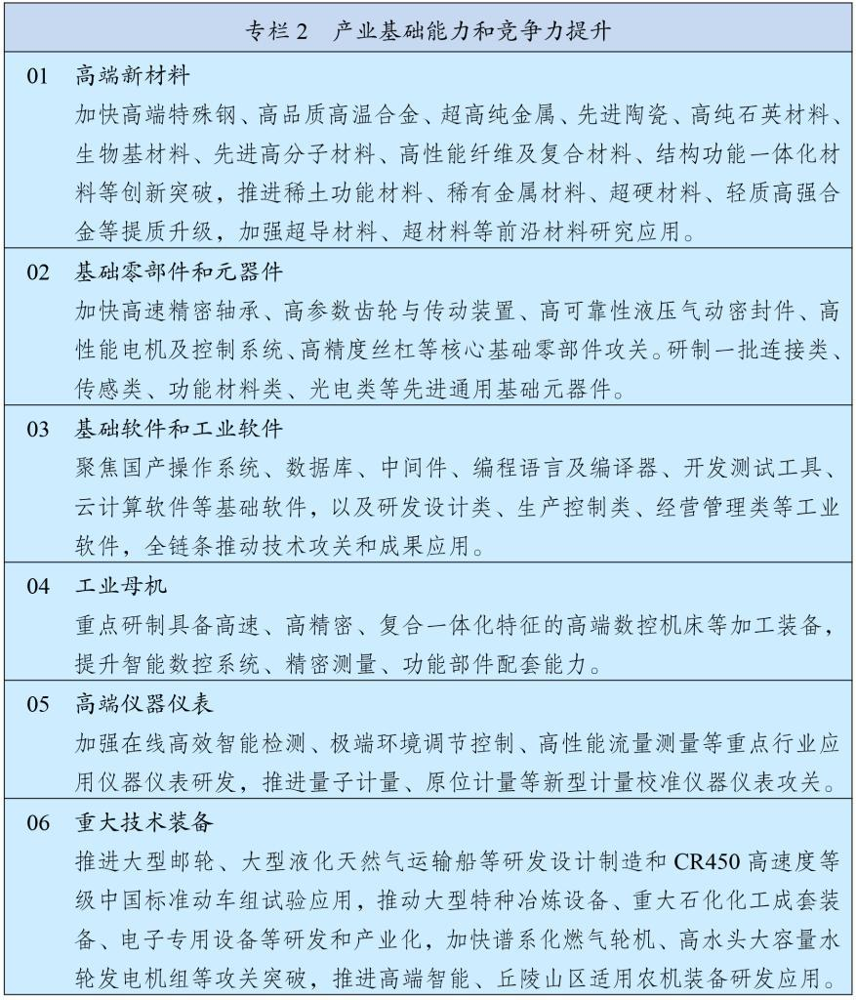 专栏 2 产业基础能力和竞争力提升
01 高端新材料
加快高端特殊钢、高品质高温合金、超高纯金属、先进陶瓷、高纯石英材料、
生物基材料、先进高分子材料、高性能纤维及复合材料、结构功能一体化材
料等创新突破，推进稀土功能材料、稀有金属材料、超硬材料、轻质高强合
金等提质升级，加强超导材料、超材料等前沿材料研究应用。
02 基础零部件和元器件
加快高速精密轴承、高参数齿轮与传动装置、高可靠性液压气动密封件、高
性能电机及控制系统、高精度丝杠等核心基础零部件攻关。研制一批连接类、
传感类、功能材料类、光电类等先进通用基础元器件。
03 基础软件和工业软件
聚焦国产操作系统、数据库、中间件、编程语言及编译器、开发测试工具、
云计算软件等基础软件，以及研发设计类、生产控制类、经营管理类等工业
软件，全链条推动技术攻关和成果应用。
04 工业母机
重点研制具备高速、高精密、复合一体化特征的高端数控机床等加工装备，
提升智能数控系统、精密测量、功能部件配套能力。
05 高端仪器仪表
加强在线高效智能检测、极端环境调节控制、高性能流量测量等重点行业应
用仪器仪表研发，推进量子计量、原位计量等新型计量校准仪器仪表攻关。
06 重大技术装备
推进大型邮轮、大型液化天然气运输船等研发设计制造和 CR450 高速度等
级中国标准动车组试验应用，推动大型特种冶炼设备、重大石化化工成套装
备、电子专用设备等研发和产业化，加快谱系化燃气轮机、高水头大容量水
轮发电机组等攻关突破，推进高端智能、丘陵山区适用农机装备研发应用。